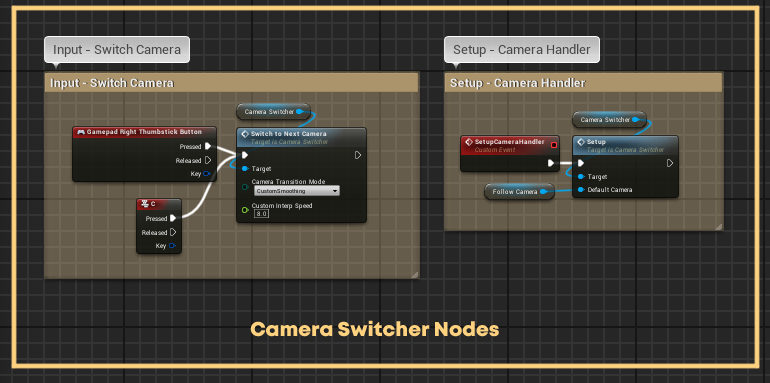 Input - Switch Camera
Setup - Camera Handler
Input - Switch Camera
Camera Switcher
Gamepad Right Thumbstick Button
Pressed
Released
Key
C
Pressed
Released
Key
Switch to Next Camera
Target is Camera Switcher
Target
Camera Transition Mode
CustomSmoothing
Custom Interp Speed
8.0
Setup - Camera Handler
Camera Switcher
SetupCameraHandler
Custom Event
Follow Camera
Setup
Target is Camera Switcher
Target
Default Camera
Camera Switcher Nodes